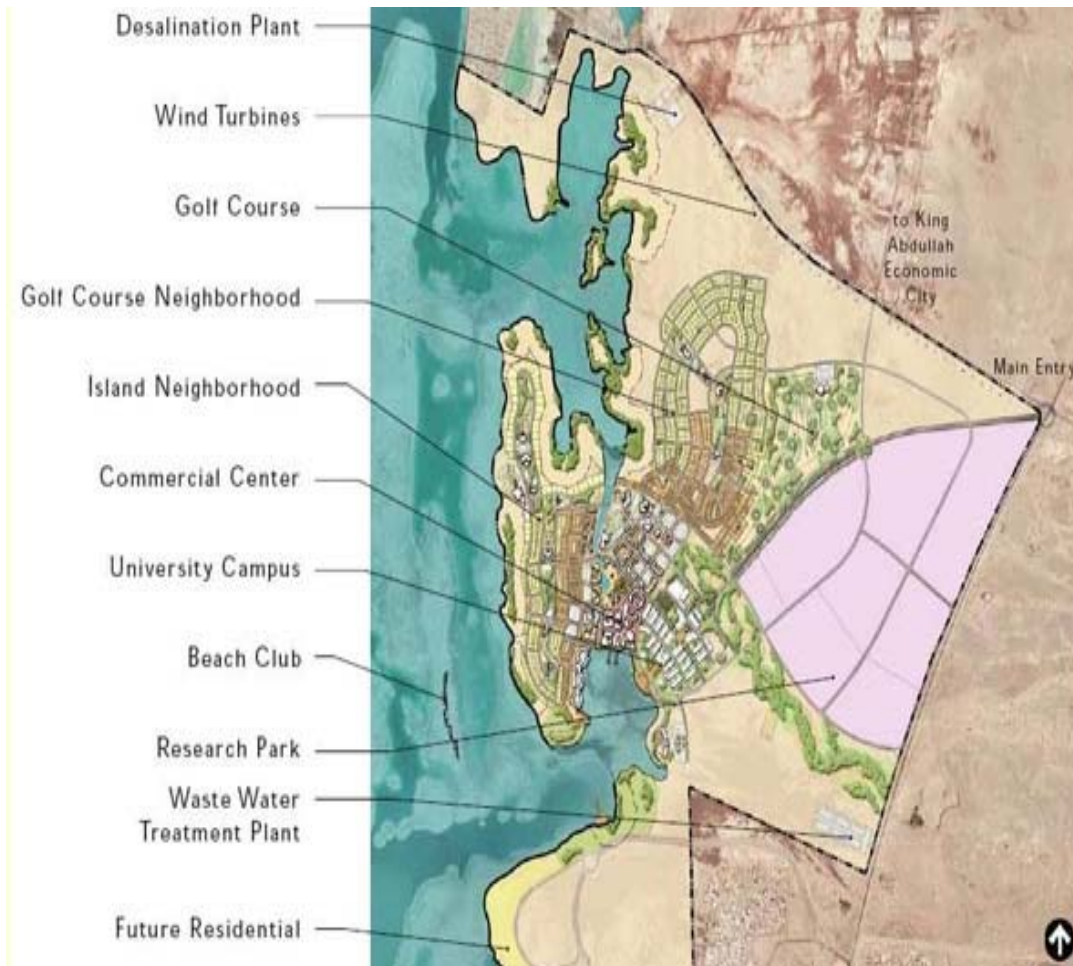 Desalination Plant
Wind Turbines
Golf Course
to King
Abdullah
Economic
City
Golf Course Neighborhood
Main Entry
Island Neighborhood
Commercial Center
University Campus
Beach Club
Research Park
Waste Water
Treatment Plant
Future Residential